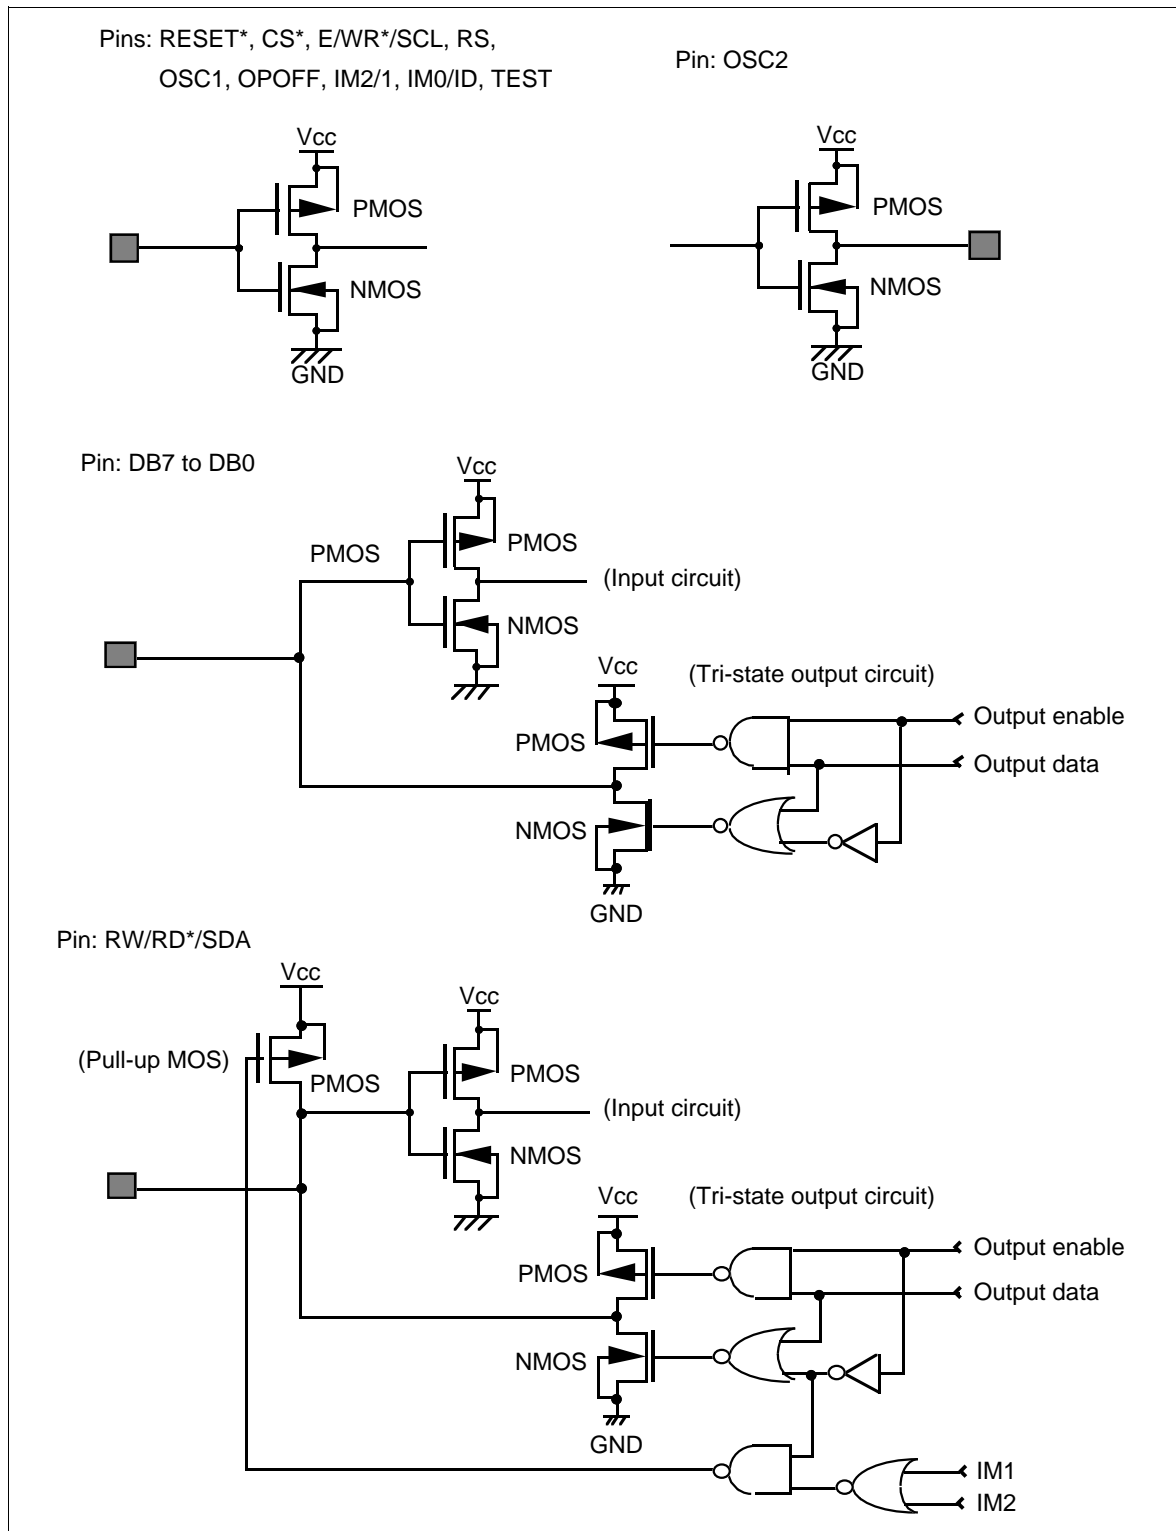 Pins: RESET*, CS*, E/WR*/SCL, RS,
OSC1, OPOFF, IM2/1, IM0/ID, TEST
Vcc
PMOS
NMOS
GND
Pin: OSC2
Vcc
PMOS
NMOS
GND
Pin: DB7 to DB0
Vcc
PMOS
PMOS
(Input circuit)
NMOS
Vcc
(Tri-state output circuit)
Output enable
PMOS
Output data
NMOS
GND
Pin: RW/RD*/SDA
Vcc
Vcc
(Pull-up MOS)
PMOS
PMOS
(Input circuit)
NMOS
Vcc
(Tri-state output circuit)
Output enable
PMOS
Output data
NMOS
GND
IM1
IM2